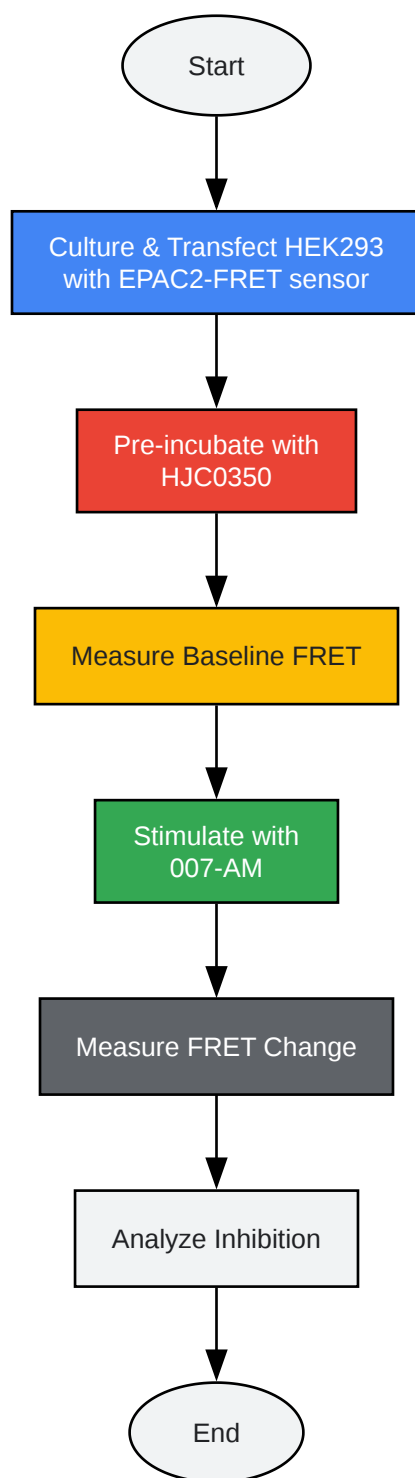 Start
Culture & Transfect HEK293
with EPAC2-FRET sensor
Pre-incubate with
HJC0350
Measure Baseline FRET
Stimulate with
007-AM
Measure FRET Change
Analyze Inhibition
End